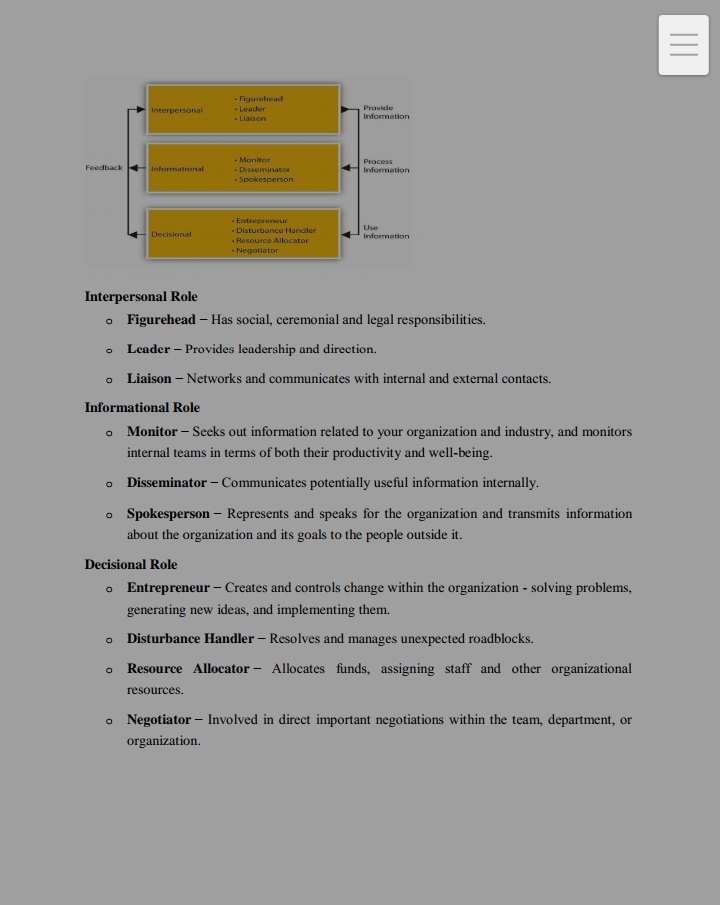 Interpersonal
• Figurehead
• Leader
• Liaison
Provide
Information
Feedback
Informational
• Monitor
• Disseminator
• Spokesperson
Process
Information
Decisional
• Entrepreneur
• Disturbance Handler
• Resource Allocator
• Negotiator
Use
Information
Interpersonal Role
o Figurehead – Has social, ceremonial and legal responsibilities.
o Leader – Provides leadership and direction.
o Liaison – Networks and communicates with internal and external contacts.
Informational Role
o Monitor – Seeks out information related to your organization and industry, and monitors
internal teams in terms of both their productivity and well-being.
o Disseminator – Communicates potentially useful information internally.
o Spokesperson – Represents and speaks for the organization and transmits information
about the organization and its goals to the people outside it.
Decisional Role
o Entrepreneur – Creates and controls change within the organization - solving problems,
generating new ideas, and implementing them.
o Disturbance Handler – Resolves and manages unexpected roadblocks.
o Resource Allocator – Allocates funds, assigning staff and other organizational
resources.
o Negotiator – Involved in direct important negotiations within the team, department, or
organization.